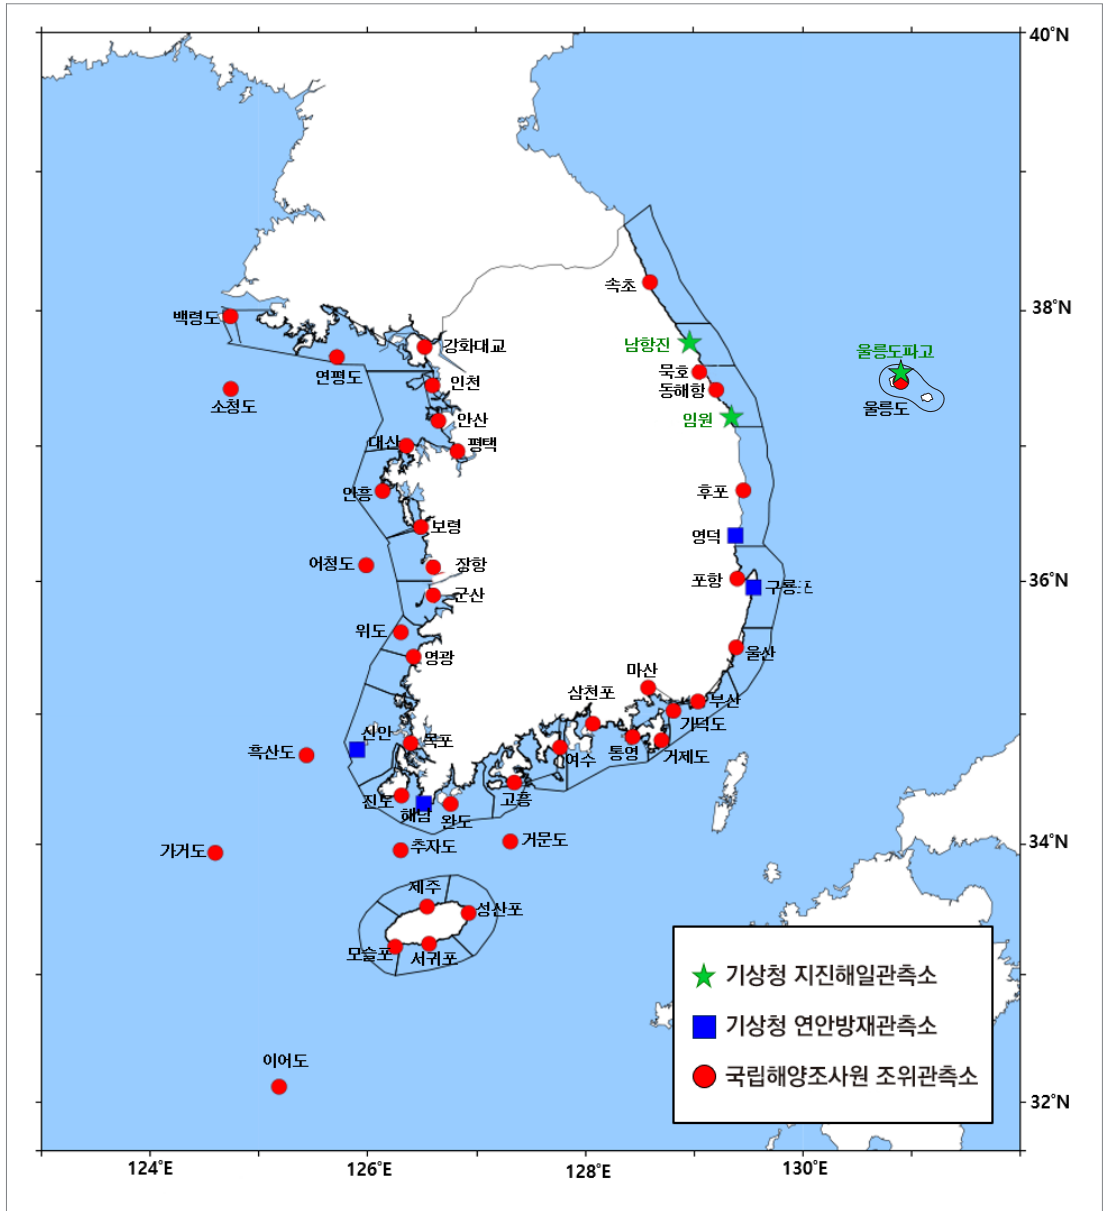 40°N
속초
38°N
백령도
남항진
강화대교
울릉도파고
묵호
연평도
인천
동해항
소청도
울릉도
안산
임원
대산
평택
안흥
후포
보령
영덕
어청도
장항
포항
36°N
구룡포
군산
위도
영광
울산
마산
삼천포
부산
신안
가덕도
목포
흑산도
여수
통영
거제도
진도
해남
완도
고흥
가거도
추자도
거문도
34°N
제주
성산포
모슬포
서귀포
기상청 지진해일관측소
기상청 연안방재관측소
이어도
국립해양조사원 조위관측소
32°N
124°E
126°E
128°E
130°E